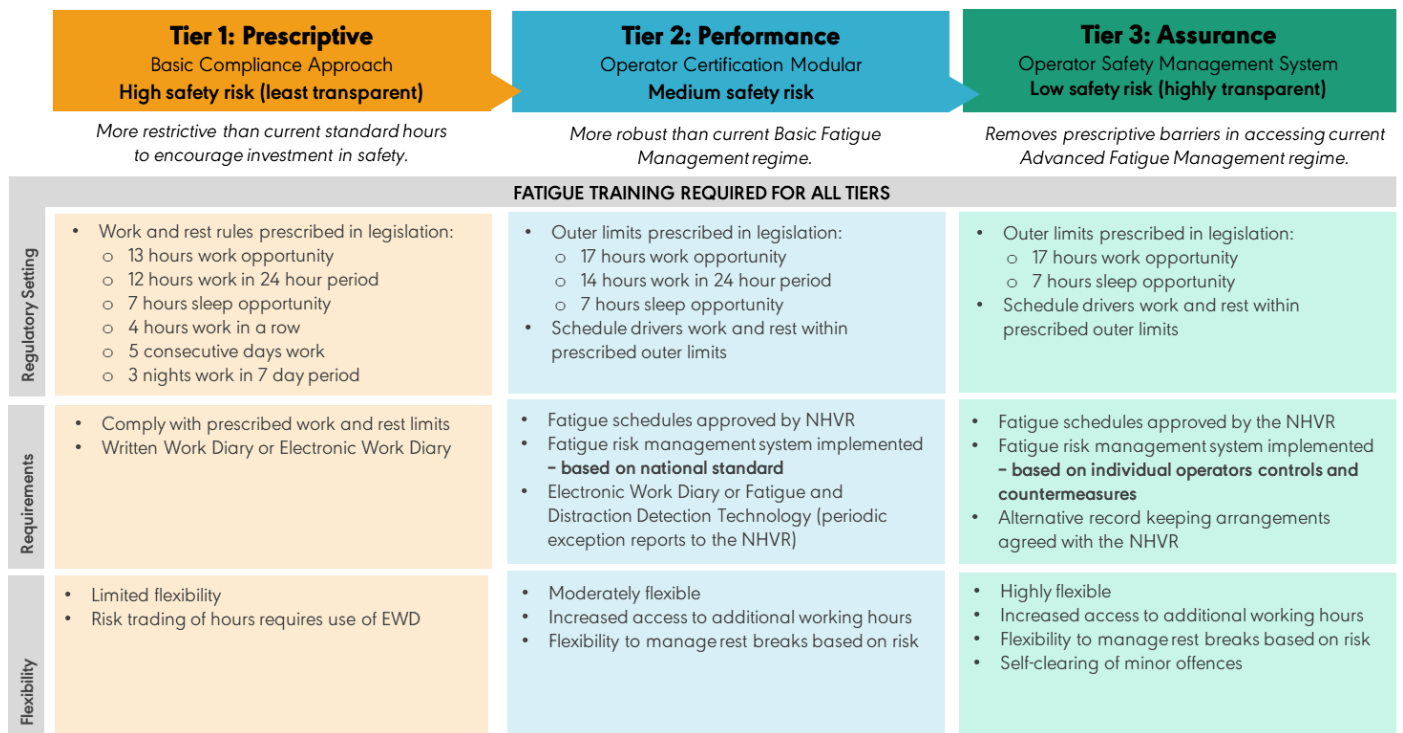 Tier 1: Prescriptive
Basic Compliance Approach
High safety risk (least transparent)
Tier 2: Performance
Operator Certification Modular
Medium safety risk
Tier 3: Assurance
Operator Safety Management System
Low safety risk (highly transparent)
More restrictive than current standard hours
to encourage investment in safety.
More robust than current Basic Fatigue
Management regime.
Removes prescriptive barriers in accessing current
Advanced Fatigue Management regime.
FATIGUE TRAINING REQUIRED FOR ALL TIERS
Regulatory Setting
• Work and rest rules prescribed in legislation:
o 13 hours work opportunity
o 12 hours work in 24 hour period
o 7 hours sleep opportunity
o 4 hours work in a row
o 5 consecutive days work
o 3 nights work in 7 day period
• Outer limits prescribed in legislation:
o 17 hours work opportunity
o 14 hours work in 24 hour period
o 7 hours sleep opportunity
• Schedule drivers work and rest within
prescribed outer limits
• Outer limits prescribed in legislation:
o 17 hours work opportunity
o 7 hours sleep opportunity
• Schedule drivers work and rest within
prescribed outer limits
Requirements
• Comply with prescribed work and rest limits
• Written Work Diary or Electronic Work Diary
• Fatigue schedules approved by NHVR
• Fatigue risk management system implemented
– based on national standard
• Electronic Work Diary or Fatigue and
Distraction Detection Technology (periodic
exception reports to the NHVR)
• Fatigue schedules approved by the NHVR
• Fatigue risk management system implemented
– based on individual operators controls and
countermeasures
• Alternative record keeping arrangements
agreed with the NHVR
Flexibility
• Limited flexibility
• Risk trading of hours requires use of EWD
• Moderately flexible
• Increased access to additional working hours
• Flexibility to manage rest breaks based on risk
• Highly flexible
• Increased access to additional working hours
• Flexibility to manage rest breaks based on risk
• Self-clearing of minor offences